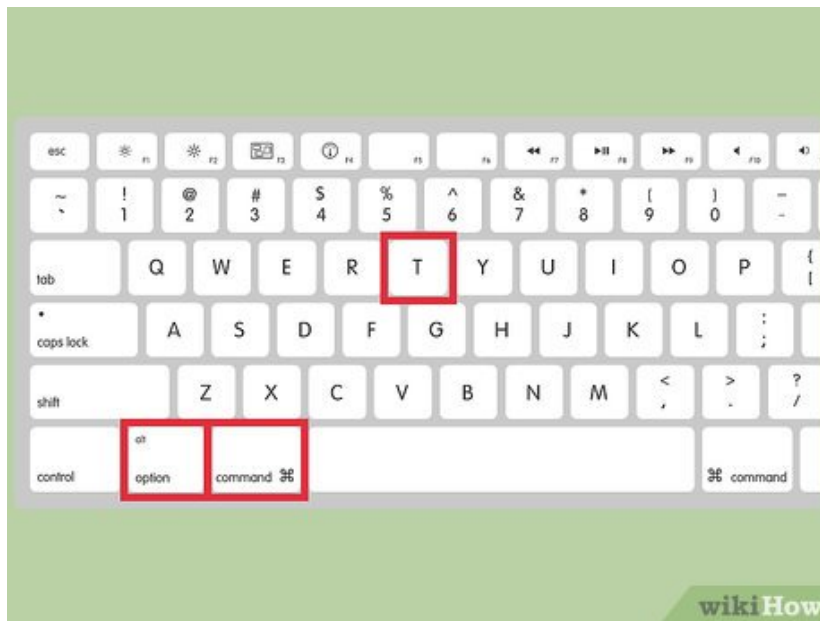 esc F1 F2 F3 F4 F5 F6 F7 F8 F9 F10
~ ! @ # $ % ^ & * ( ) –
` 1 2 3 4 5 6 7 8 9 0 -
tab Q W E R T Y U I O P { [
caps lock A S D F G H J K L : ;
shift Z X C V B N M < , > . ? /
alt
control option command ⌘ ⌘ command
wikiHow